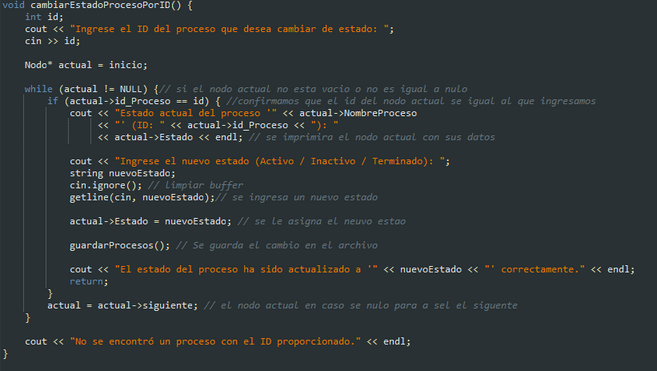 void cambiarEstadoProcesoPorID() {
int id;
cout << "Ingrese el ID del proceso que desea cambiar de estado: ";
cin >> id;
Nodo* actual = inicio;
while (actual != NULL) {// si el nodo actual no esta vacio o no es igual a nulo
if (actual->id_Proceso == id) { //confirmamos que el id del nodo actual se igual al que ingresamos
cout << "Estado actual del proceso '" << actual->NombreProceso
<< "' (ID: " << actual->id_Proceso << "): "
<< actual->Estado << endl; // se imprimira el nodo actual con sus datos
cout << "Ingrese el nuevo estado (Activo / Inactivo / Terminado): ";
string nuevoEstado;
cin.ignore(); // limpiar buffer
getline(cin, nuevoEstado);// se ingresa un nuevo estado
actual->Estado = nuevoEstado; // se le asigna el neuvo estao
guardarProcesos(); // Se guarda el cambio en el archivo
cout << "El estado del proceso ha sido actualizado a '" << nuevoEstado << "' correctamente." << endl;
return;
}
actual = actual->siguiente; // el nodo actual en caso se nulo para a sel el siguente
}
cout << "No se encontró un proceso con el ID proporcionado." << endl;
}